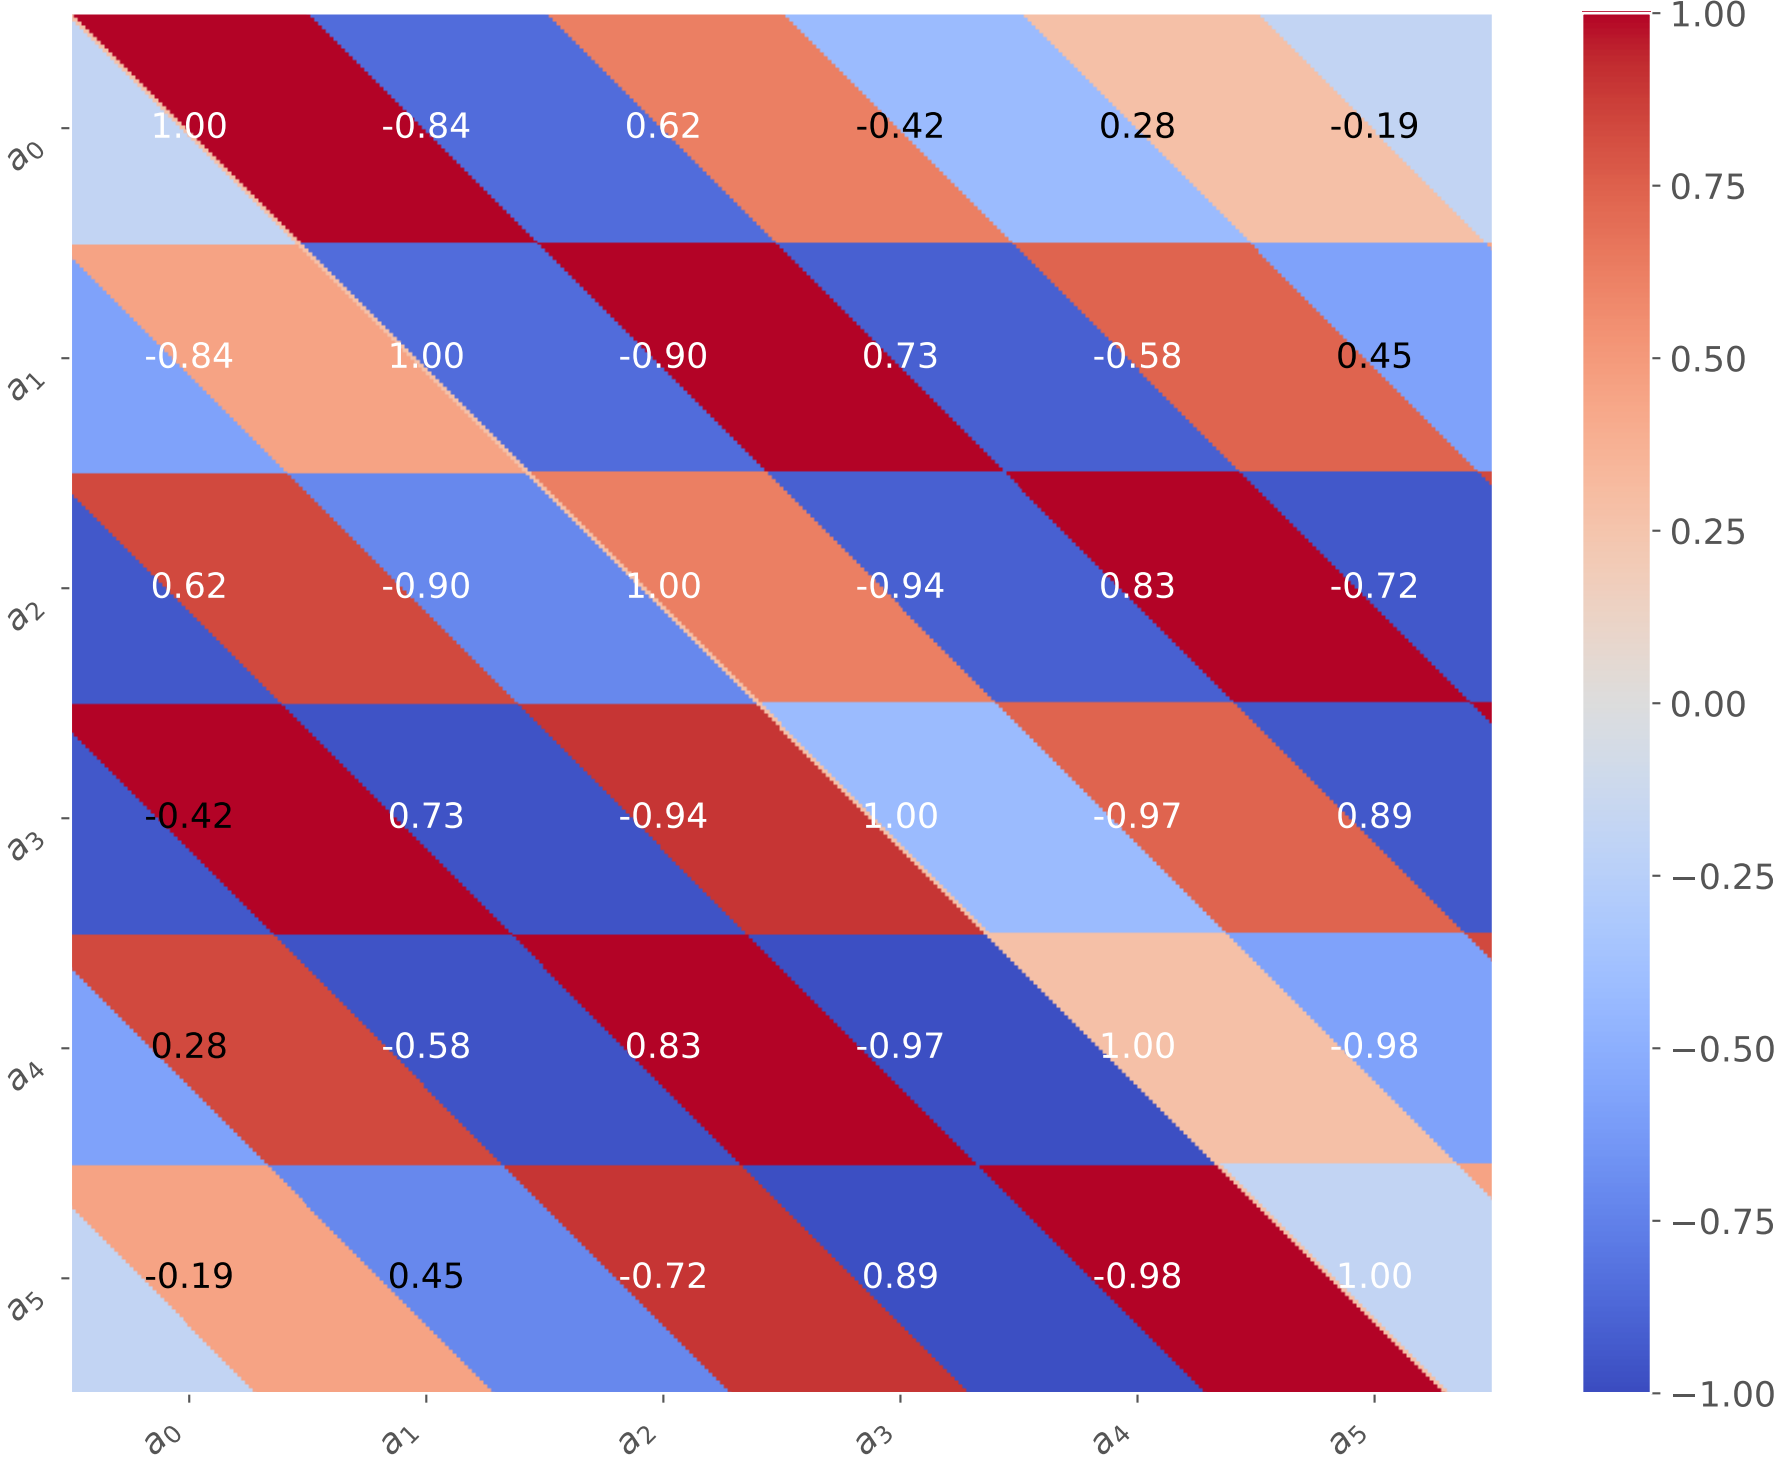 1.00
a0 1.00 -0.84 0.62 -0.42 0.28 -0.19
0.75
a1 -0.84 1.00 -0.90 0.73 -0.58 0.45
0.50
0.25
a2 0.62 -0.90 1.00 -0.94 0.83 -0.72
0.00
a3 -0.42 0.73 -0.94 1.00 -0.97 0.89
−0.25
a4 0.28 -0.58 0.83 -0.97 1.00 -0.98
−0.50
−0.75
a5 -0.19 0.45 -0.72 0.89 -0.98 1.00
−1.00
a0 a1 a2 a3 a4 a5